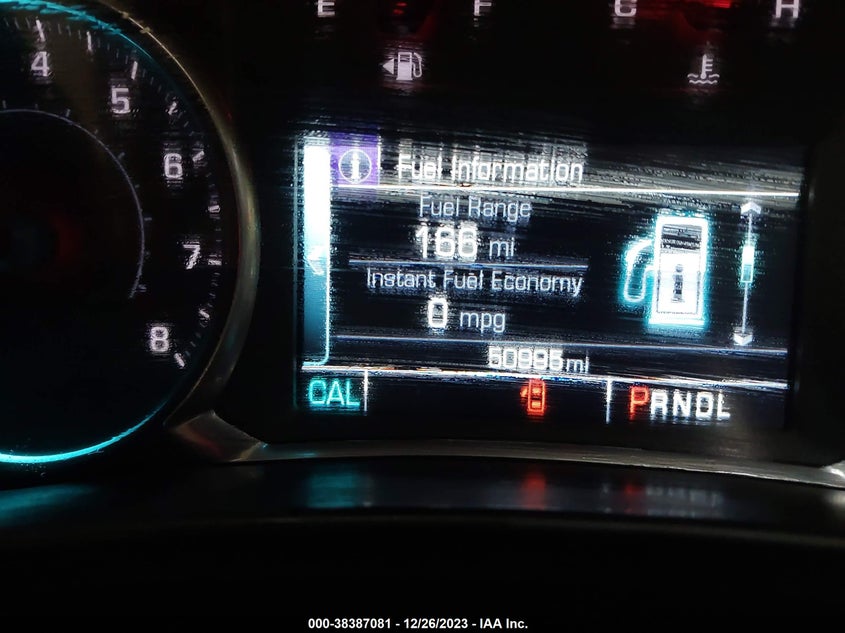 E F C H
4
5
6
7
8
Fuel Information
Fuel Range
166 mi
Instant Fuel Economy
0 mpg
mi
CAL
PRNDL
000-38387081 - 12/26/2023 - IAA Inc.